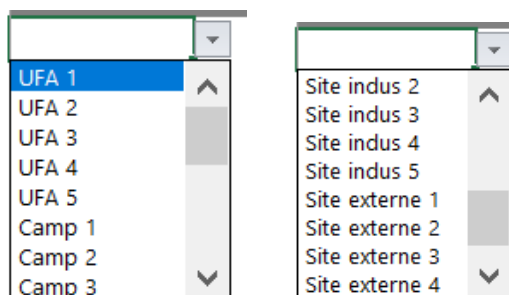 UFA 1
UFA 2
UFA 3
UFA 4
UFA 5
Camp 1
Camp 2
Camp 3
Site indus 2
Site indus 3
Site indus 4
Site indus 5
Site externe 1
Site externe 2
Site externe 3
Site externe 4